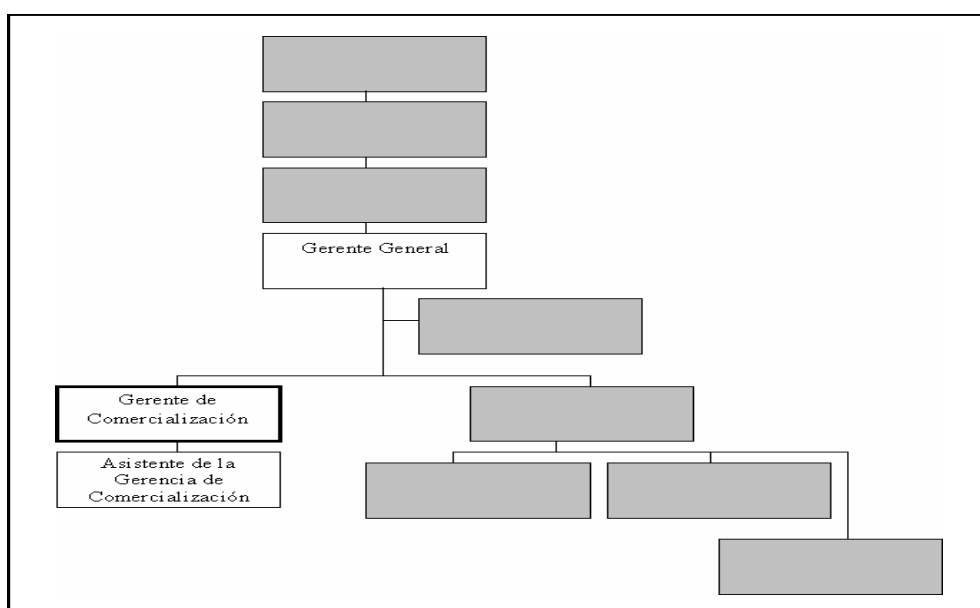 Gerente General
Gerente de
Comercialización
Asistente de la
Gerencia de
Comercialización